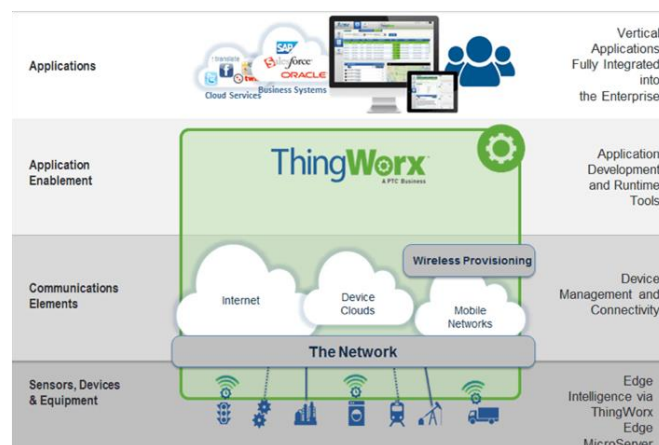 Applications
translate
SAP
salesforce
ORACLE
Cloud Services
Business Systems
Vertical
Applications
Fully Integrated
into
the Enterprise
Application
Enablement
ThingWorx
A PTC Business
Application
Development
and Runtime
Tools
Communications
Elements
Wireless Provisioning
Internet
Device
Clouds
Mobile
Networks
Device
Management and
Connectivity
The Network
Sensors, Devices
& Equipment
Edge
Intelligence via
ThingWorx
Edge
MicroServer